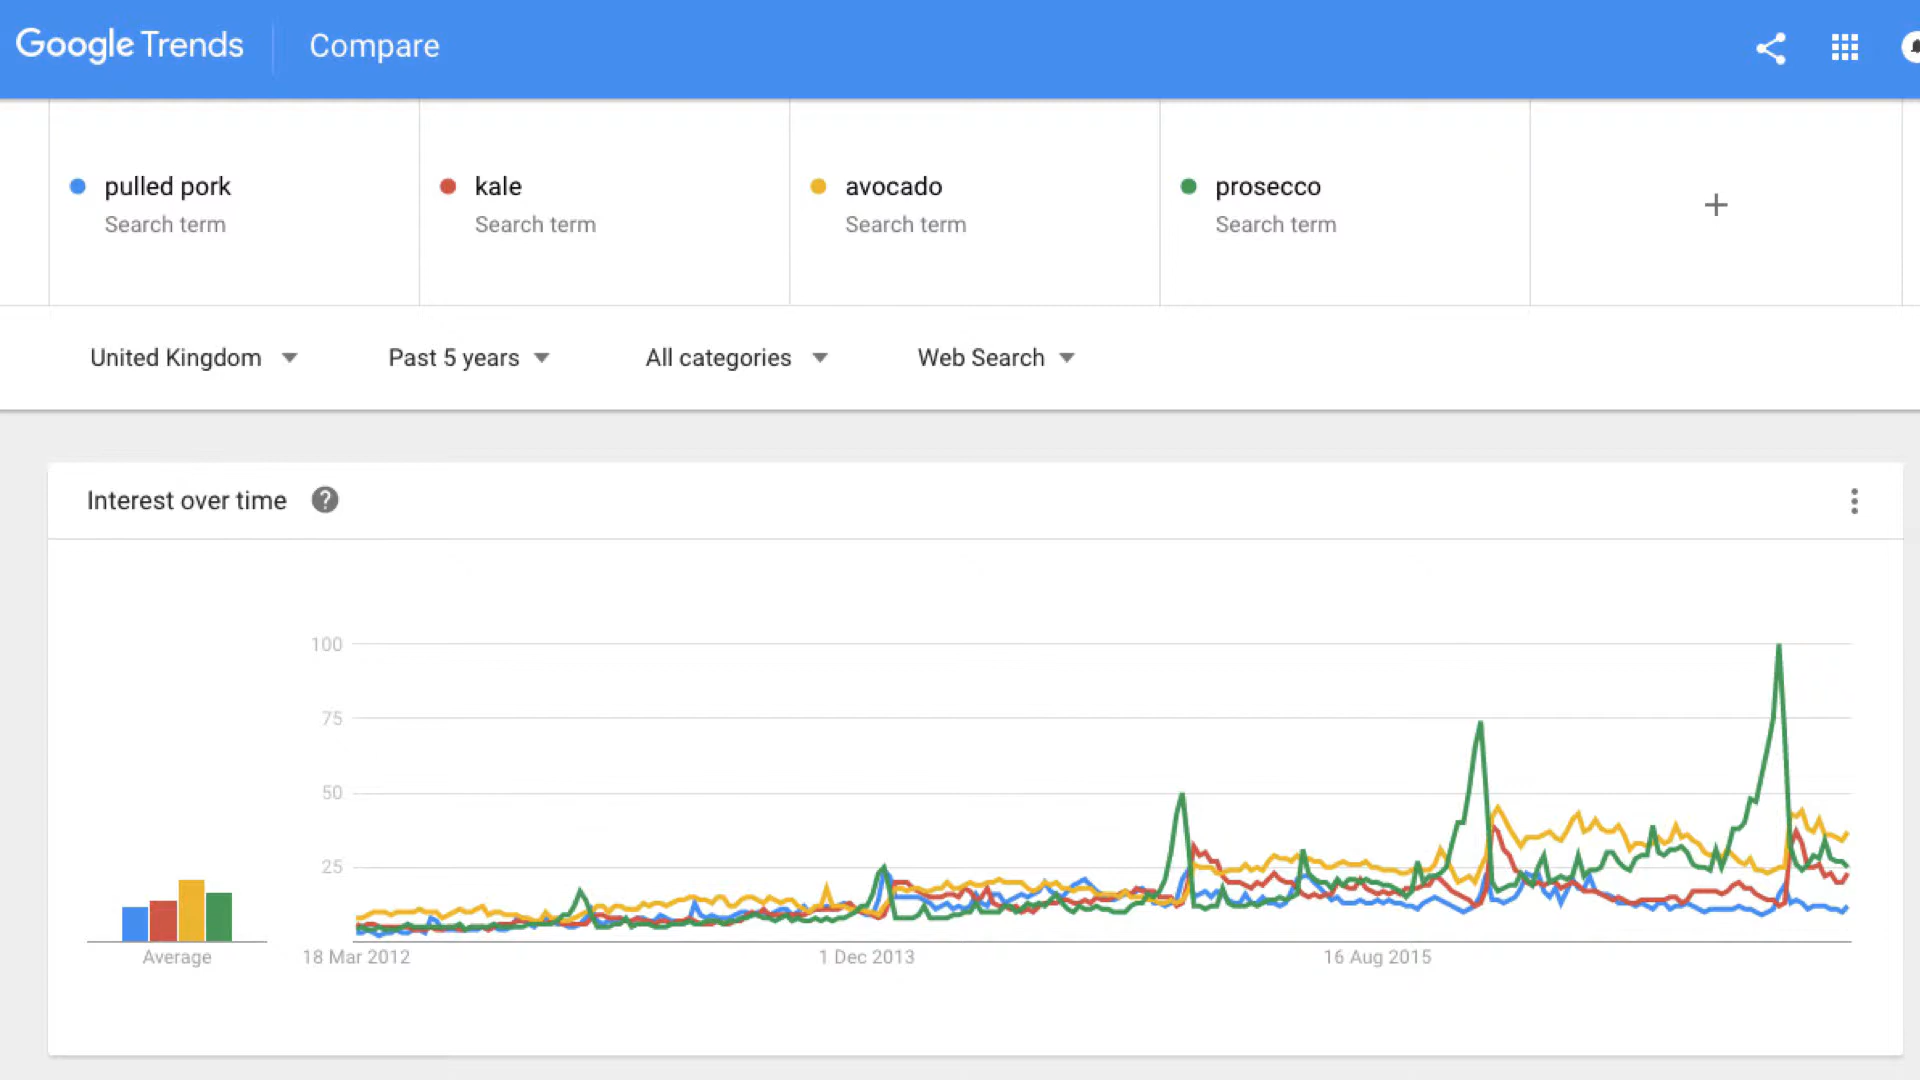 Google Trends Compare
pulled pork
Search term
kale
Search term
avocado
Search term
prosecco
Search term
+
United Kingdom Past 5 years All categories Web Search
Interest over time ?
100
75
50
25
Average
18 Mar 2012 1 Dec 2013 16 Aug 2015